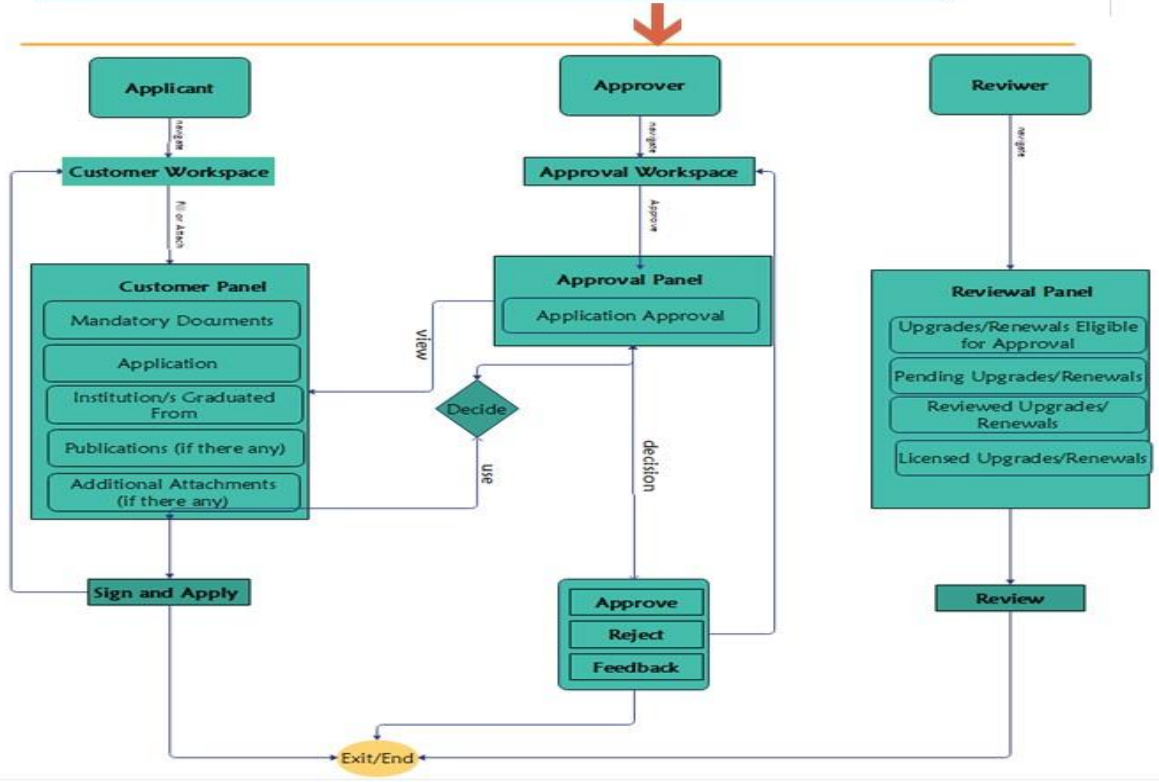 Applicant
Approver
Reviwer
navigate
navigate
navigate
Customer Workspace
Approval Workspace
Fill or Attach
Approve
Customer Panel
Mandatory Documents
Application
Institution/s Graduated
From
Publications (if there any)
Additional Attachments
(if there any)
Approval Panel
Application Approval
Reviewal Panel
Upgrades/Renewals Eligible
for Approval
Pending Upgrades/Renewals
Reviewed Upgrades/
Renewals
Licensed Upgrades/Renewals
view
Decide
use
decision
Sign and Apply
Approve
Reject
Feedback
Review
Exit/End